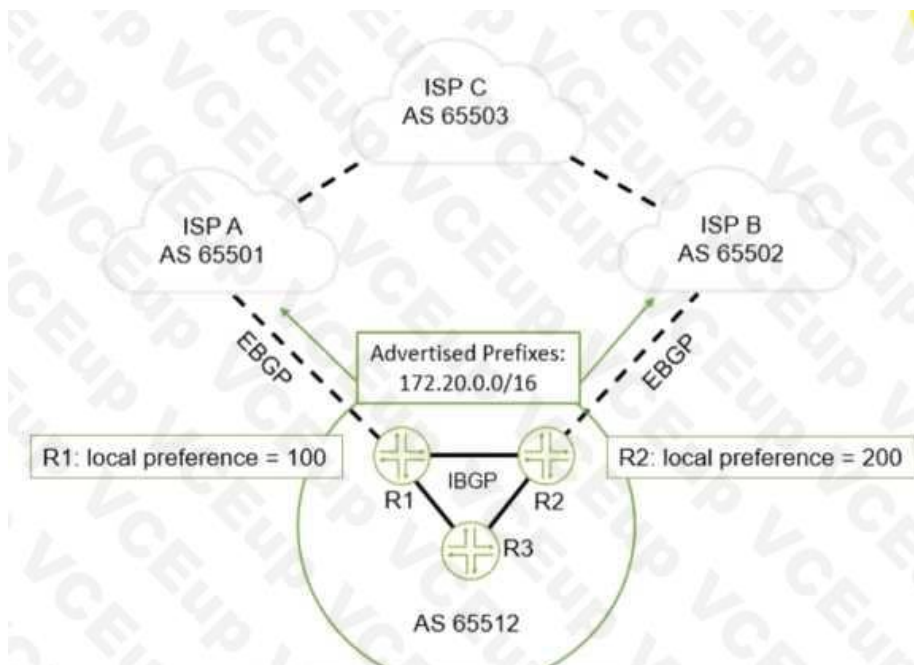 ISP C
AS 65503
ISP A
AS 65501
ISP B
AS 65502
EBGP
Advertised Prefixes:
172.20.0.0/16
EBGP
R1: local preference = 100
R2: local preference = 200
IBGP
R1
R2
R3
AS 65512
VCEup